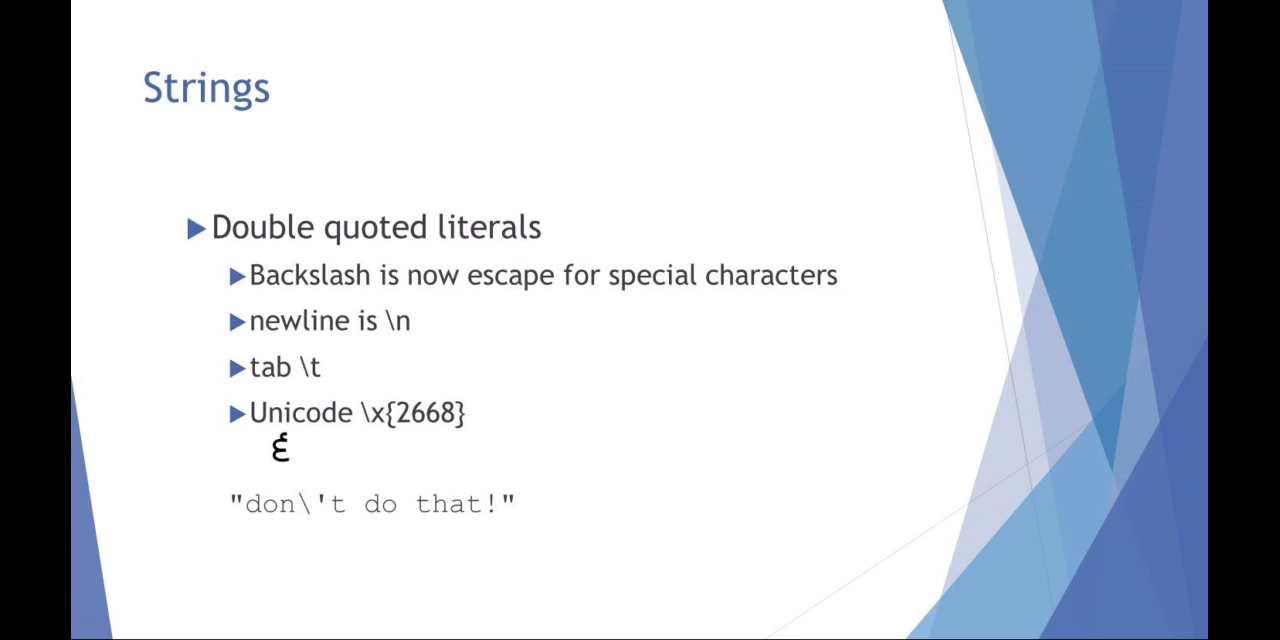 Strings
Double quoted literals
Backslash is now escape for special characters
newline is \n
tab \t
Unicode \x{2668}
ع
"don\'t do that!"